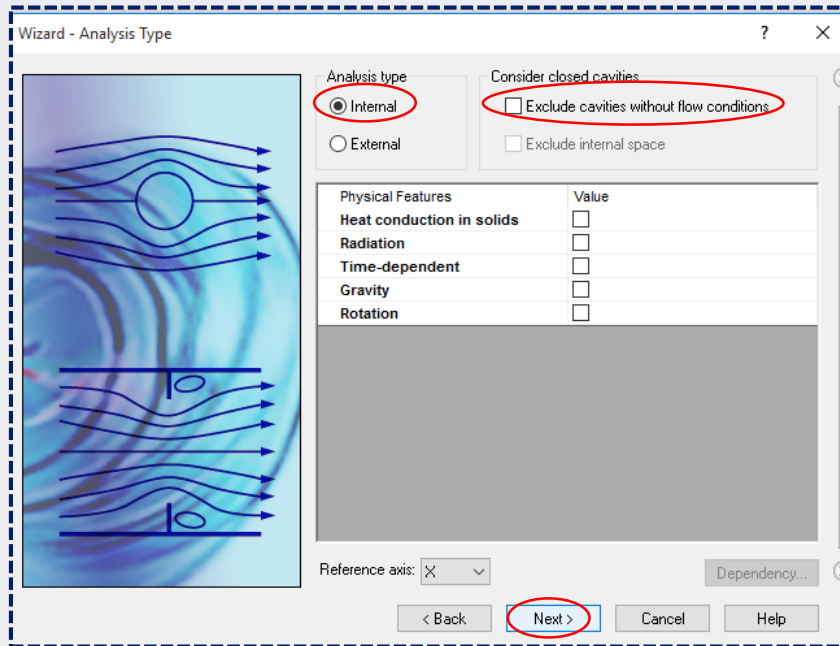 Wizard - Analysis Type
?
Analysis type
Consider closed cavities
Internal
Exclude cavities without flow conditions
External
Exclude internal space
Physical Features Value
Heat conduction in solids
Radiation
Time-dependent
Gravity
Rotation
Reference axis: X
Dependency...
< Back Next > Cancel Help